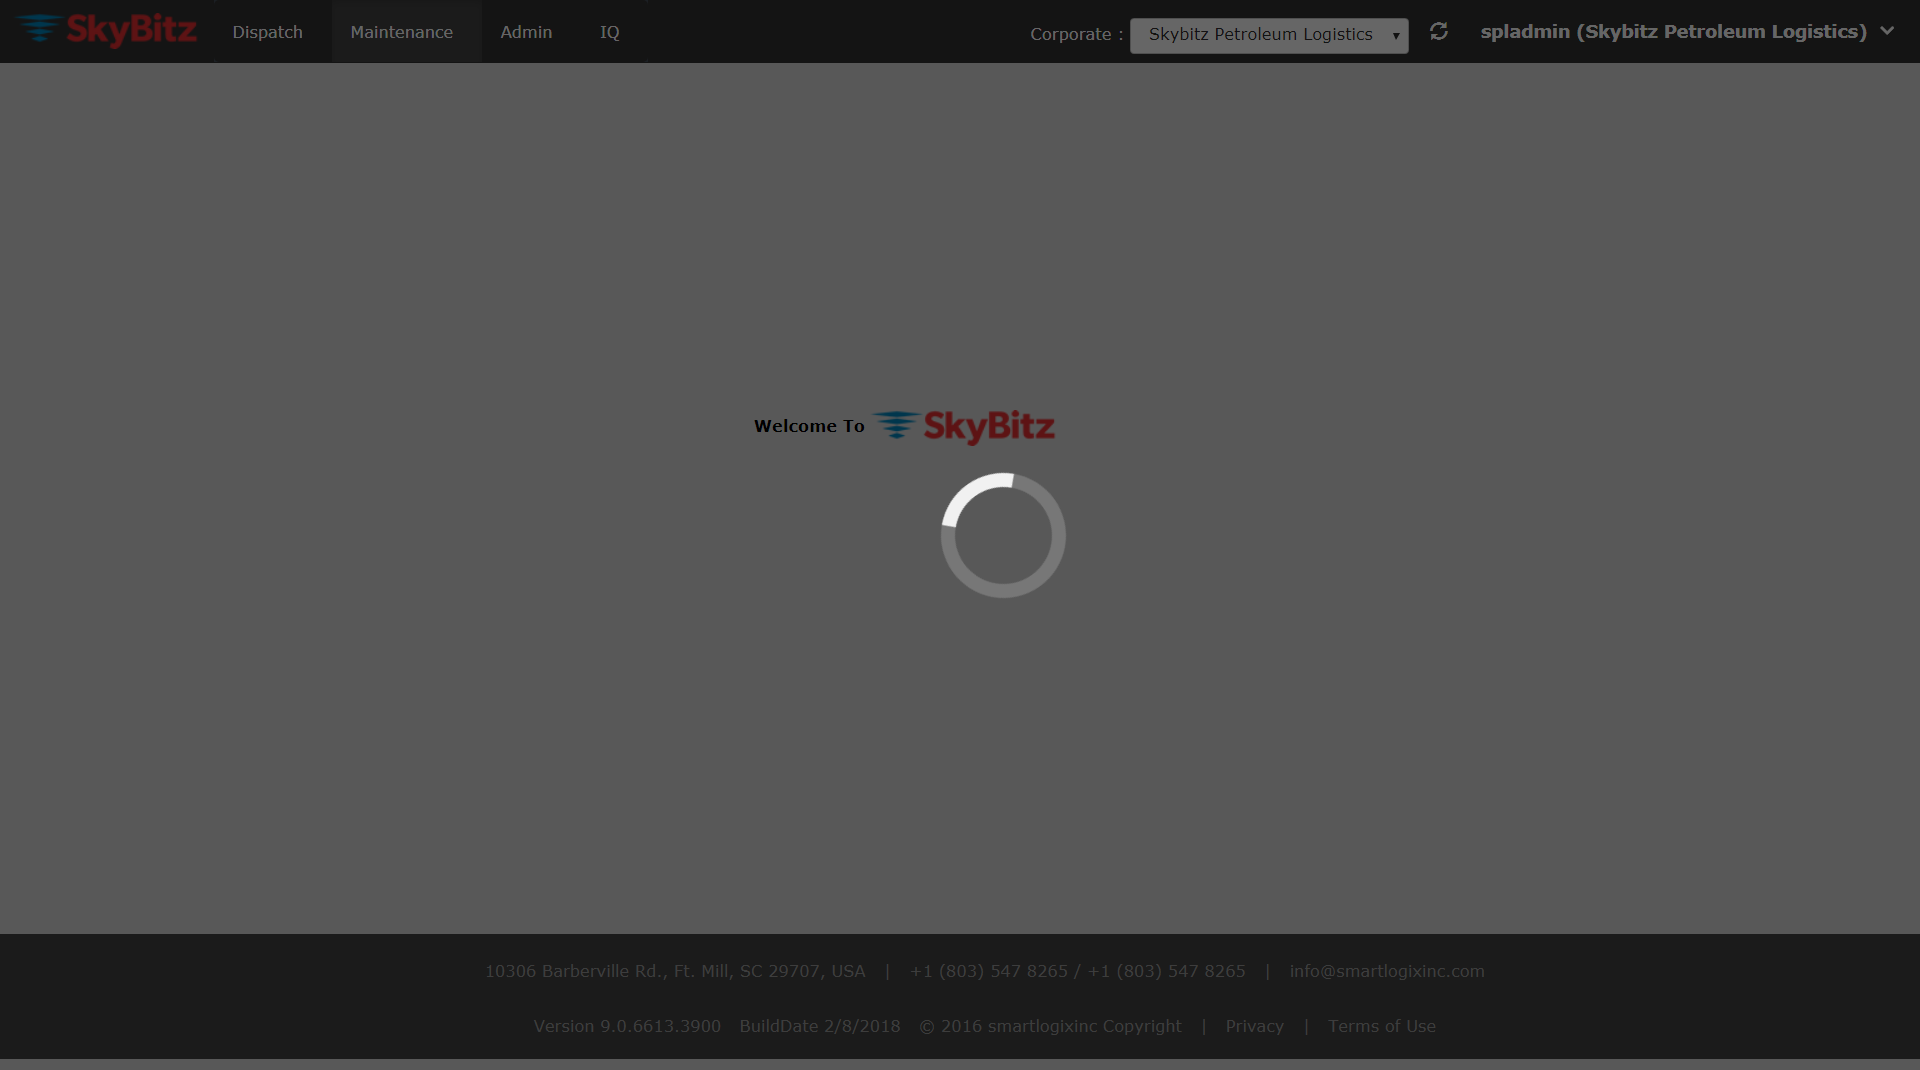 SkyBitz Dispatch Maintenance Admin IQ Corporate : Skybitz Petroleum Logistics spladmin (Skybitz Petroleum Logistics)
Welcome To SkyBitz
10306 Barberville Rd., Ft. Mill, SC 29707, USA | +1 (803) 547 8265 / +1 (803) 547 8265 | info@smartlogixinc.com
Version 9.0.6613.3900 BuildDate 2/8/2018 © 2016 smartlogixinc Copyright | Privacy | Terms of Use